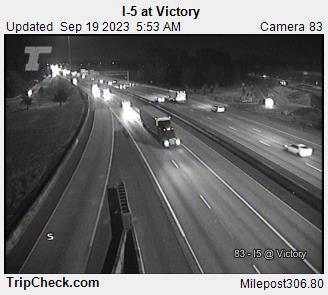 I-5 at Victory
Updated Sep 19 2023 5:53 AM Camera 83
S
83 - I5 @ Victory
TripCheck.com Milepost306.80